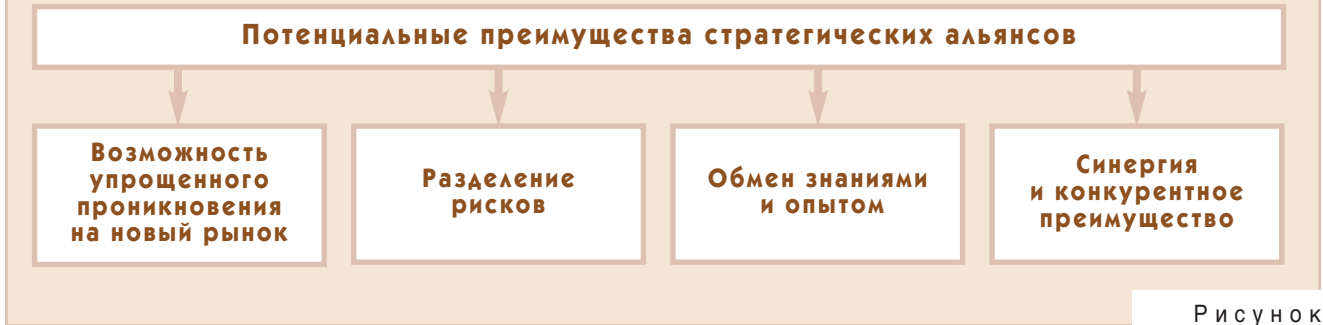 Потенциальные преимущества стратегических альянсов
Возможность
упрощенного
проникновения
на новый рынок
Разделение
рисков
Обмен знаниями
и опытом
Синергия
и конкурентное
преимущество
Рисунок